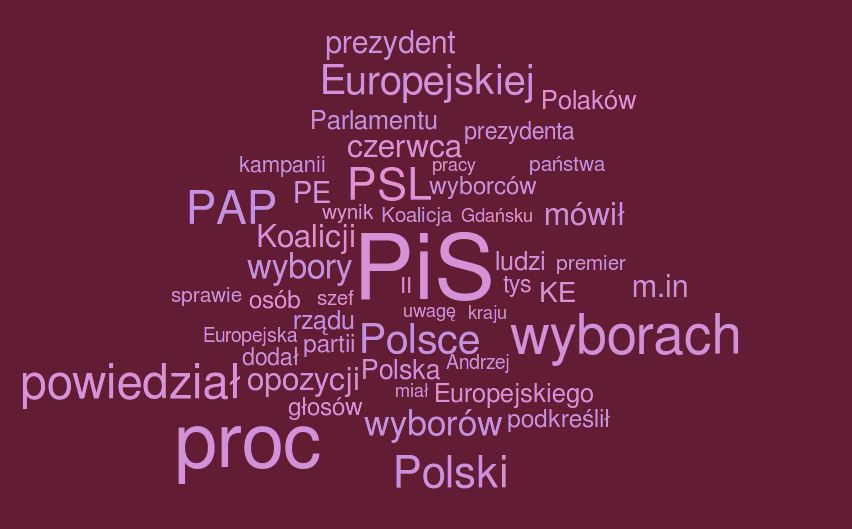 prezydent
Europejskiej
Polaków
Parlamentu
prezydenta
czerwca
kampanii
pracy
państwa
PE
PSL
wyborców
PAP
wynik
Koalicja
Gdańsku
mówił
Koalicji
PiS
wybory
ludzi
premier
II
tys
KE
m.in
sprawie
osób
szef
uwagę
kraju
rządu
Europejska
partii
Polsce
wyborach
dodał
Polska
Andrzej
powiedział
opozycji
miał
Europejskiego
głosów
wyborów
podkreślił
proc
Polski